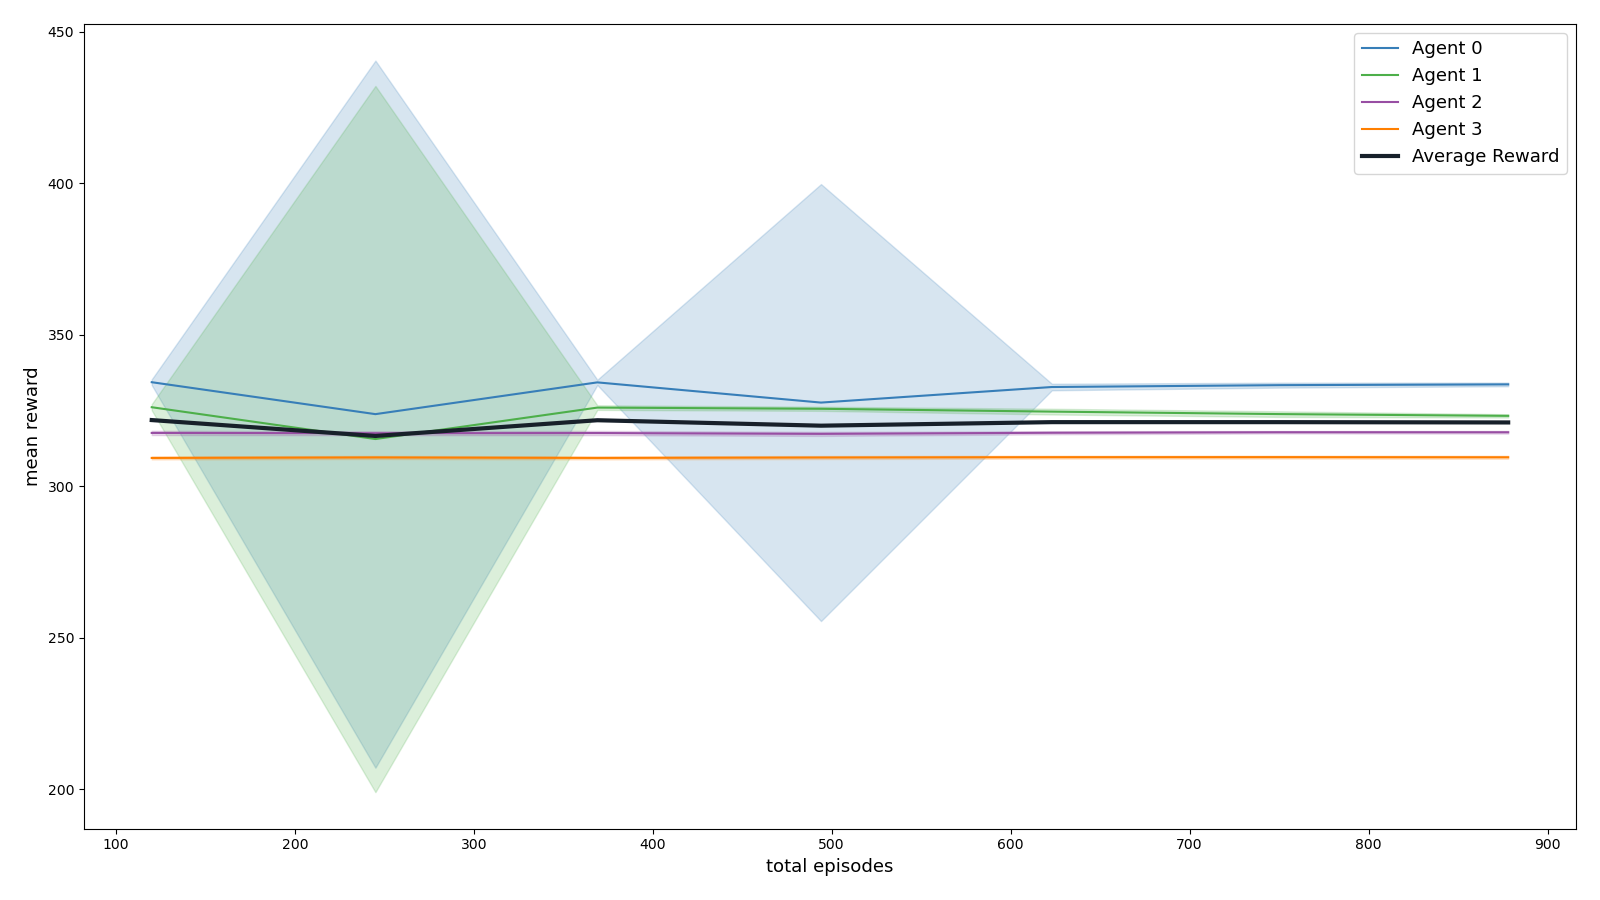 450
400
350
300
250
200
mean reward
100 200 300 400 500 600 700 800 900
total episodes
Agent 0
Agent 1
Agent 2
Agent 3
Average Reward